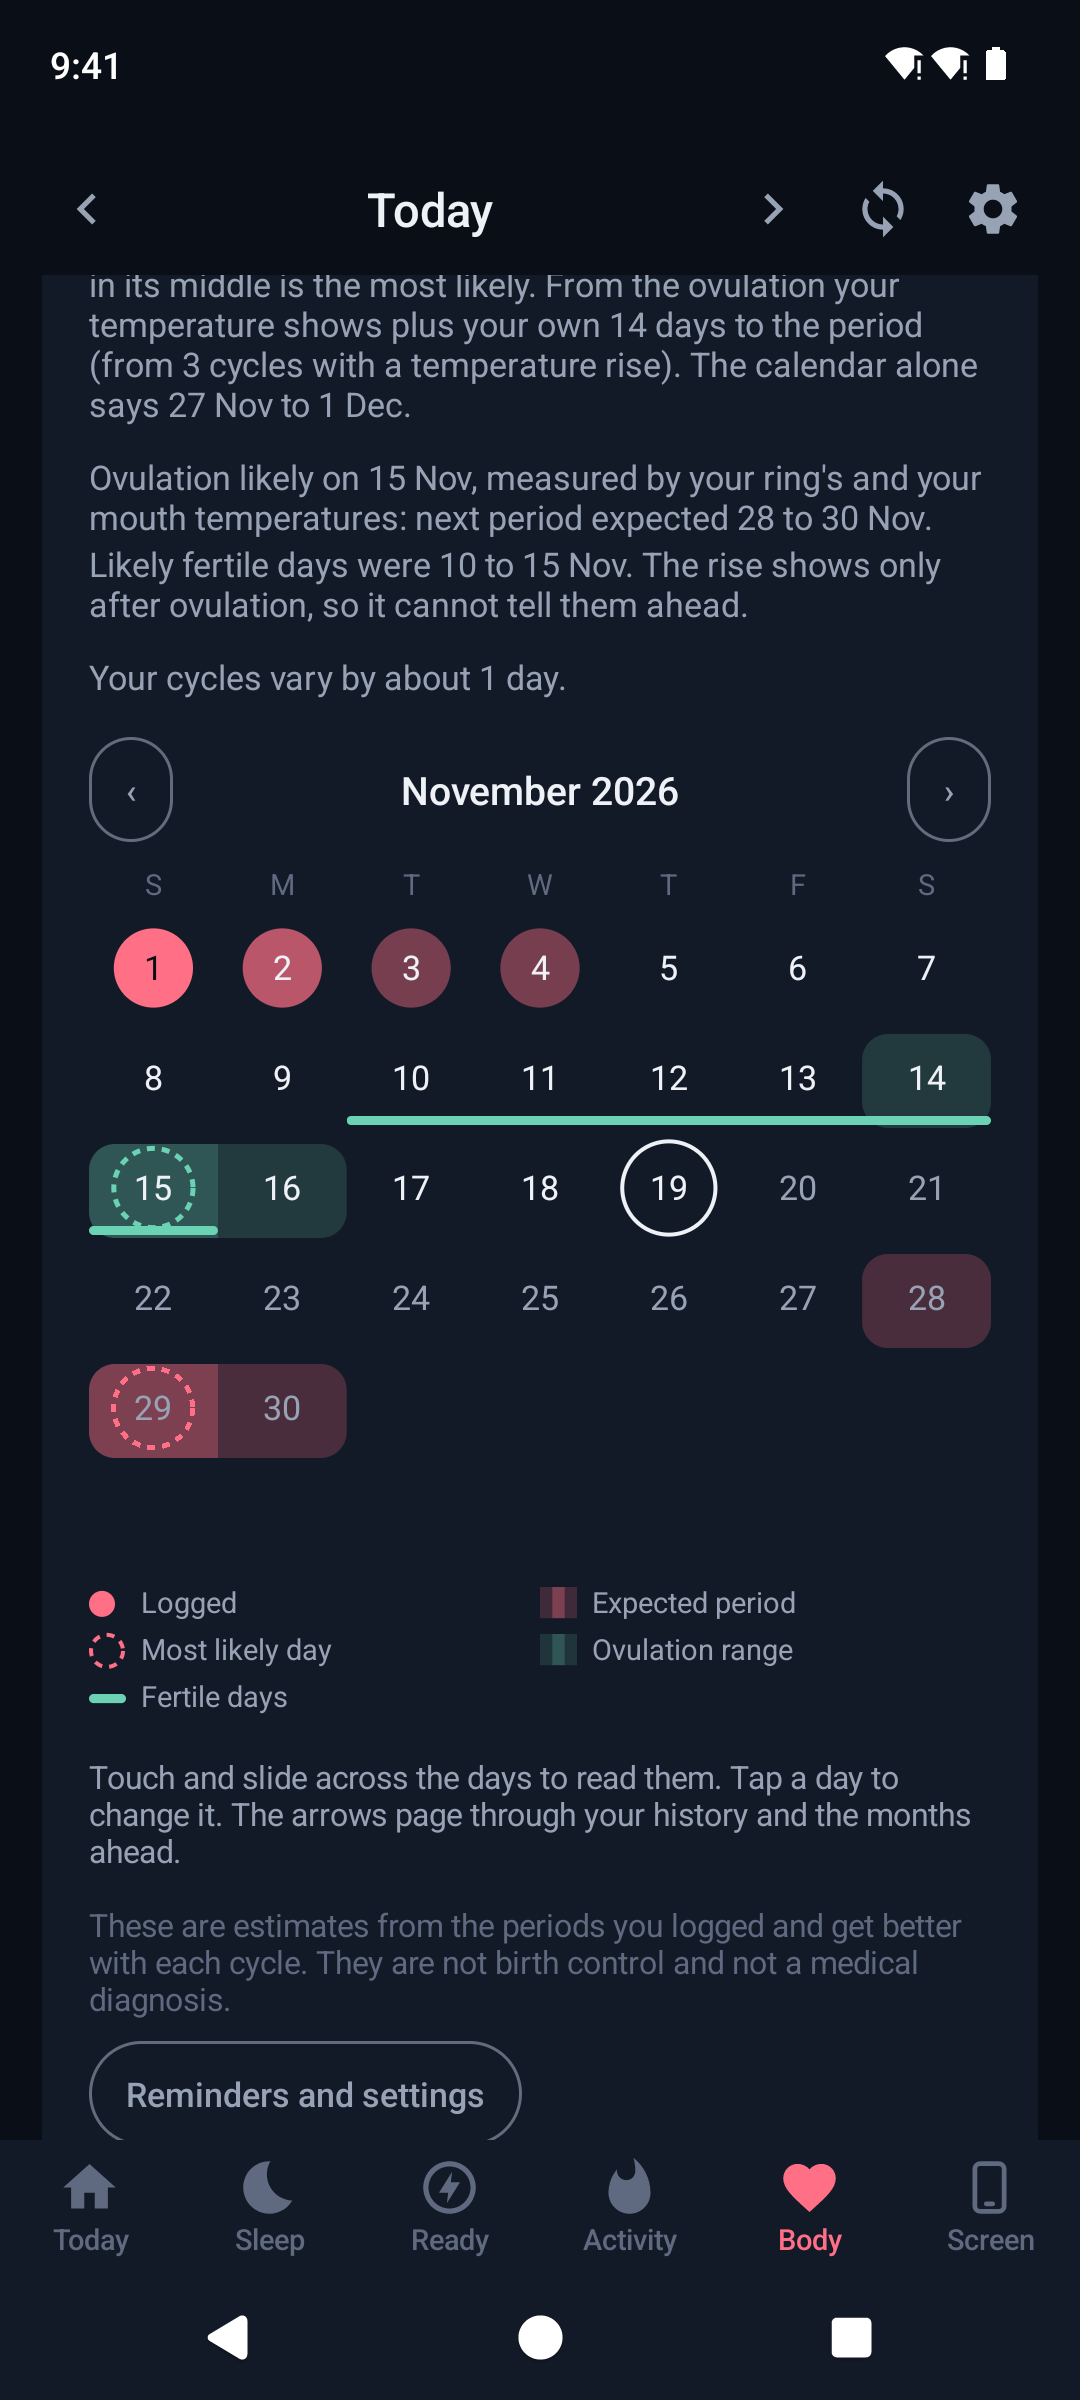 9:41
Today
in its middle is the most likely. From the ovulation your
temperature shows plus your own 14 days to the period
(from 3 cycles with a temperature rise). The calendar alone
says 27 Nov to 1 Dec.
Ovulation likely on 15 Nov, measured by your ring's and your
mouth temperatures: next period expected 28 to 30 Nov.
Likely fertile days were 10 to 15 Nov. The rise shows only
after ovulation, so it cannot tell them ahead.
Your cycles vary by about 1 day.
‹ November 2026 ›
S M T W T F S
1 2 3 4 5 6 7
8 9 10 11 12 13 14
15 16 17 18 19 20 21
22 23 24 25 26 27 28
29 30
Logged Expected period
Most likely day Ovulation range
Fertile days
Touch and slide across the days to read them. Tap a day to
change it. The arrows page through your history and the months
ahead.
These are estimates from the periods you logged and get better
with each cycle. They are not birth control and not a medical
diagnosis.
Reminders and settings
Today Sleep Ready Activity Body Screen